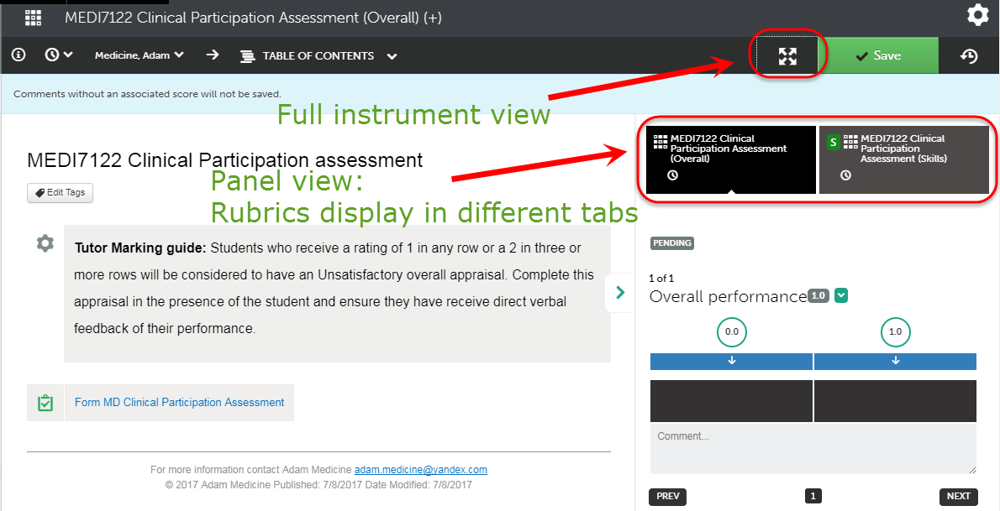 MEDI7122 Clinical Participation Assessment (Overall) (+)
Medicine, Adam
TABLE OF CONTENTS
Save
Comments without an associated score will not be saved.
Full instrument view
MEDI7122 Clinical Participation assessment
Edit Tags
Panel view:
Rubrics display in different tabs
MEDI7122 Clinical
Participation Assessment
(Overall)
S
MEDI7122 Clinical
Participation
Assessment (Skills)
Tutor Marking guide: Students who receive a rating of 1 in any row or a 2 in three or
more rows will be considered to have an Unsatisfactory overall appraisal. Complete this
appraisal in the presence of the student and ensure they have receive direct verbal
feedback of their performance.
Form MD Clinical Participation Assessment
For more information contact Adam Medicine adam.medicine@yandex.com
© 2017 Adam Medicine Published: 7/8/2017 Date Modified: 7/8/2017
PENDING
1 of 1
Overall performance 1.0
0.0 1.0
Comment...
PREV 1 NEXT